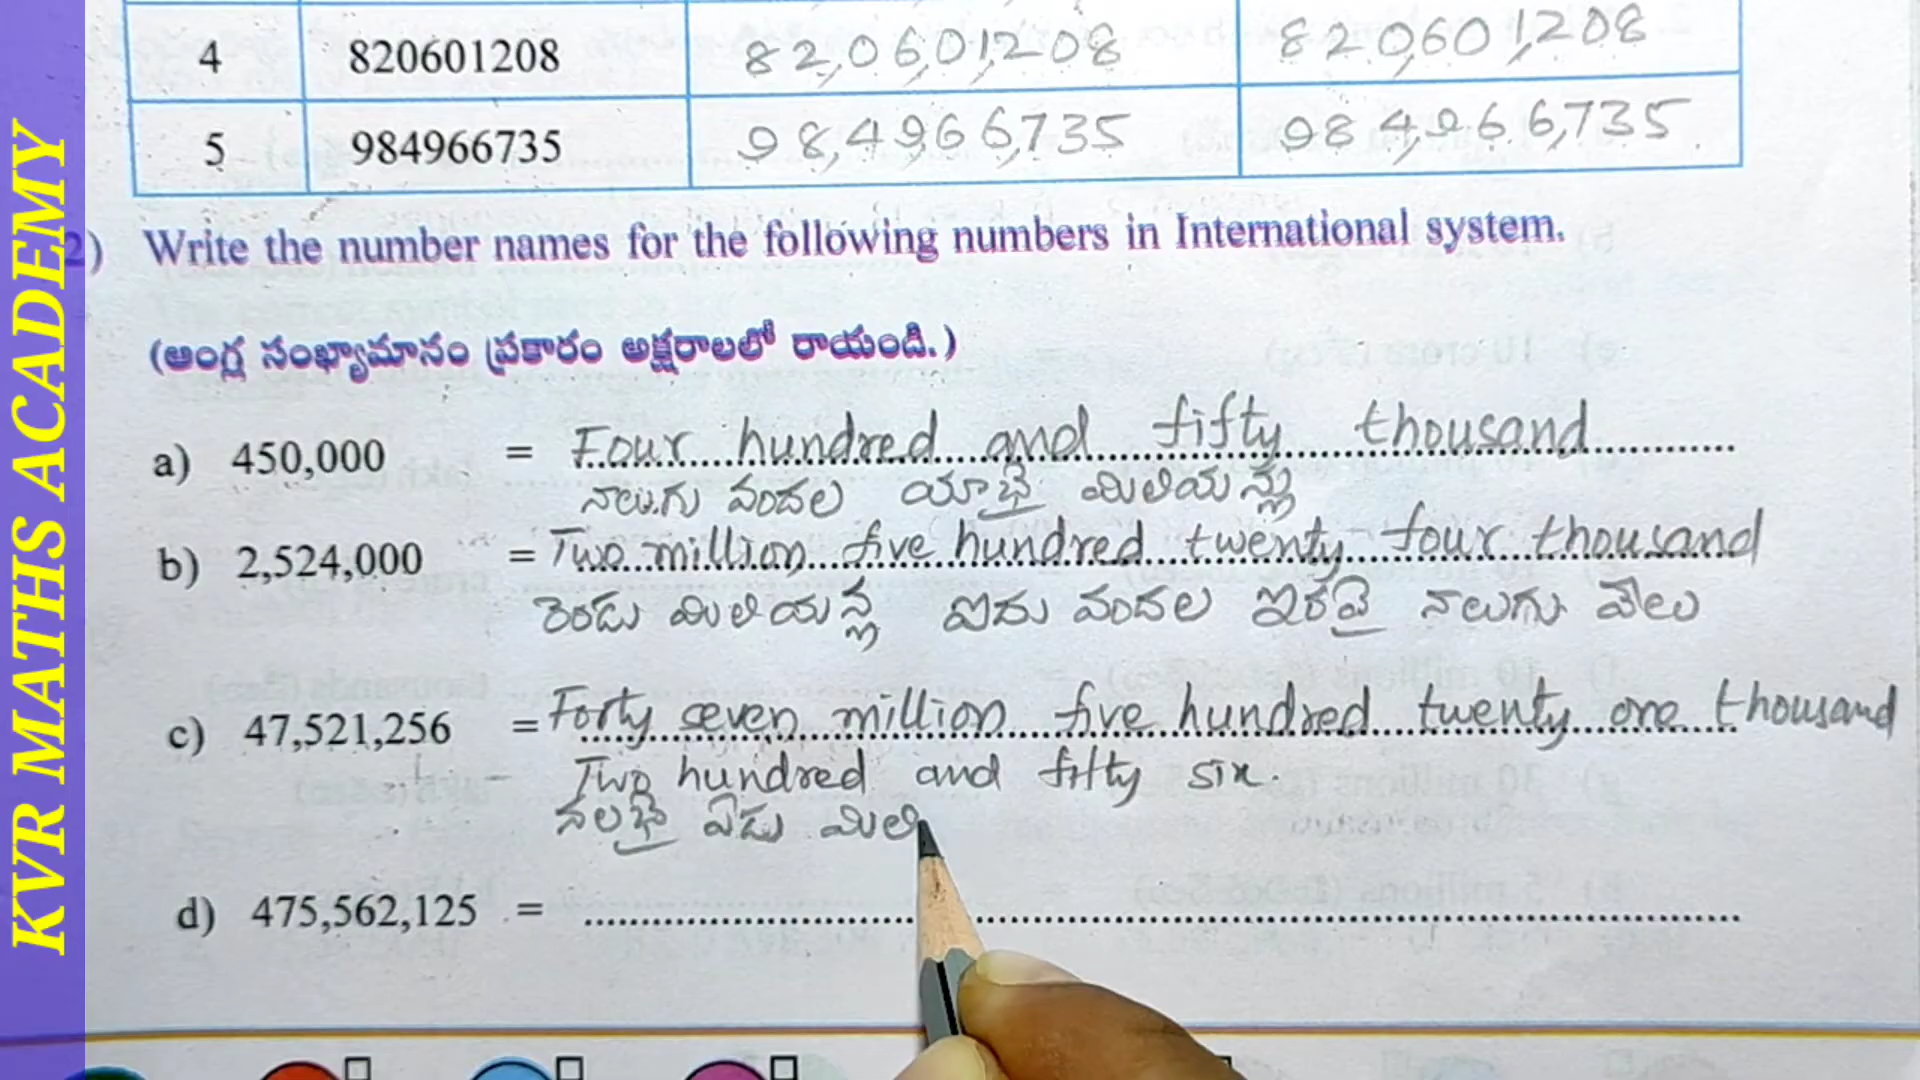 KVR MATHS ACADEMY
4 820601208 82,06,01,208 820,601,208
5 984966735 98,49,66,735 984,966,735
2) Write the number names for the following numbers in International system.
(ఆంగ్ల సంఖ్యామానం ప్రకారం అక్షరాలలో రాయండి.)
a) 450,000 = Four hundred and fifty thousand
నాలుగు వందల యాభై మిలియన్లు
b) 2,524,000 = Two million five hundred twenty four thousand
రెండు మిలియన్ల ఐదు వందల ఇరవై నాలుగు వేలు
c) 47,521,256 = Forty seven million five hundred twenty one thousand
Two hundred and fifty six.
నలభై ఏడు మిలి
d) 475,562,125 =